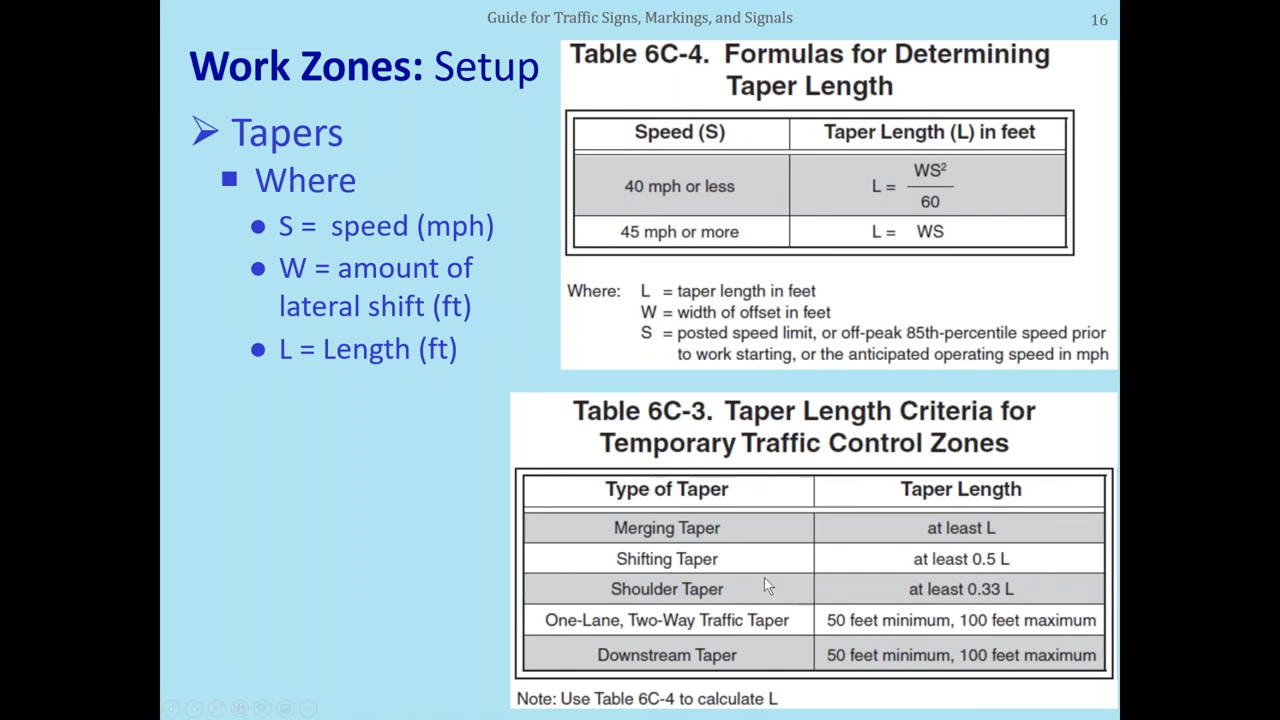 Guide for Traffic Signs, Markings, and Signals
16
Work Zones: Setup
Tapers
Where
S = speed (mph)
W = amount of
lateral shift (ft)
L = Length (ft)
Table 6C-4. Formulas for Determining
Taper Length
Speed (S) Taper Length (L) in feet
40 mph or less L = WS²/60
45 mph or more L = WS
Where: L = taper length in feet
W = width of offset in feet
S = posted speed limit, or off-peak 85th-percentile speed prior
to work starting, or the anticipated operating speed in mph
Table 6C-3. Taper Length Criteria for
Temporary Traffic Control Zones
Type of Taper Taper Length
Merging Taper at least L
Shifting Taper at least 0.5 L
Shoulder Taper at least 0.33 L
One-Lane, Two-Way Traffic Taper 50 feet minimum, 100 feet maximum
Downstream Taper 50 feet minimum, 100 feet maximum
Note: Use Table 6C-4 to calculate L